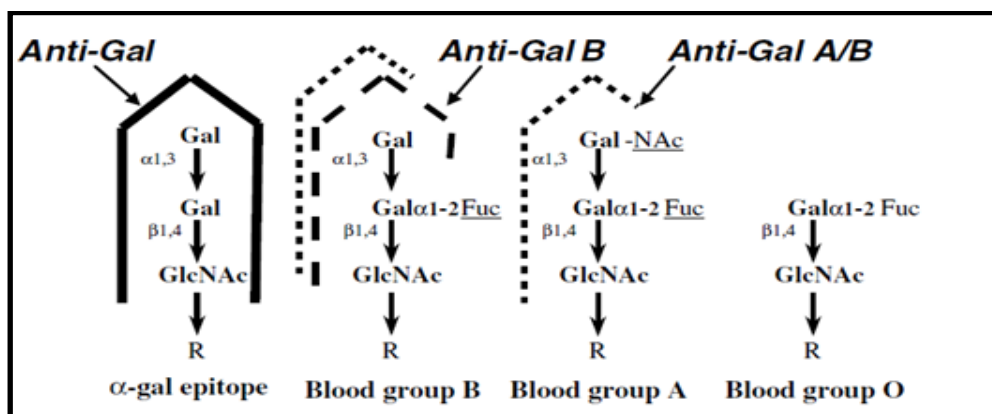 Anti-Gal Anti-Gal B Anti-Gal A/B
Gal Gal Gal -NAc
α1,3 α1,3 α1,3
Gal Galα1-2 Fuc Galα1-2 Fuc Galα1-2 Fuc
β1,4 β1,4 β1,4 β1,4
GlcNAc GlcNAc GlcNAc GlcNAc
R R R R
α-gal epitope Blood group B Blood group A Blood group O